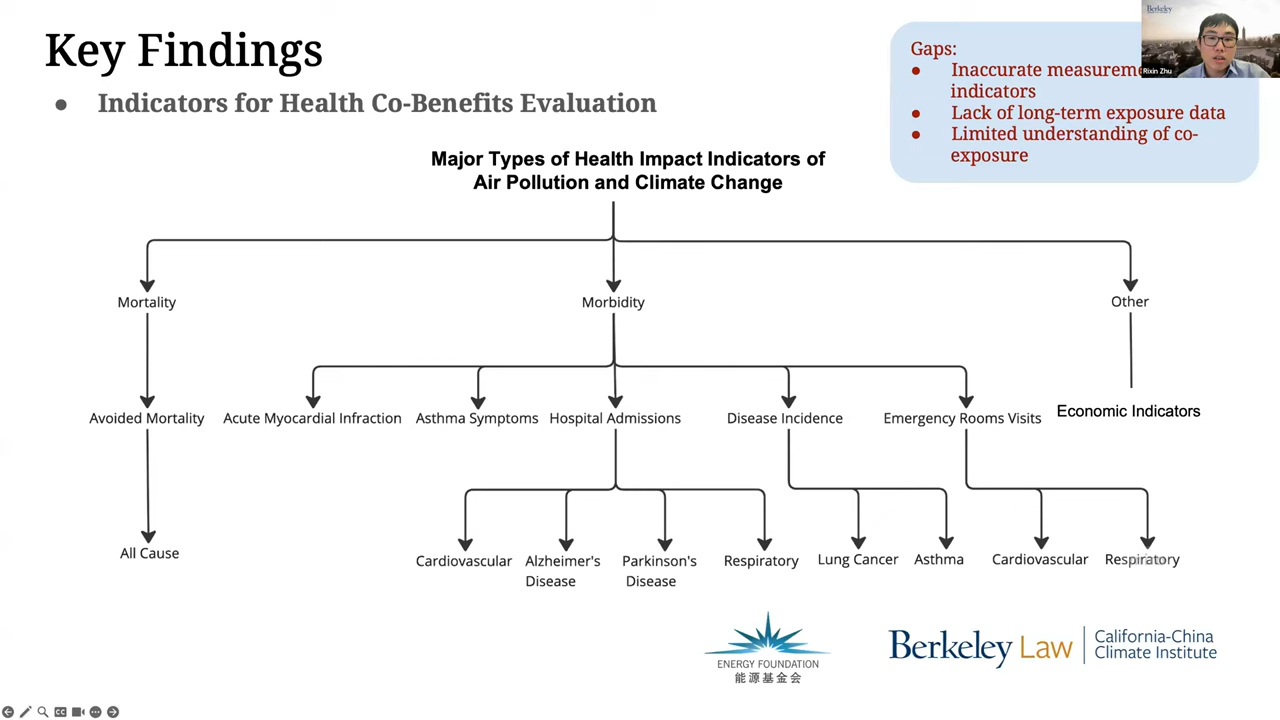 Key Findings
● Indicators for Health Co-Benefits Evaluation
Gaps:
● Inaccurate
indicators
● Lack of long-term exposure data
● Limited understanding of co-
exposure
Berkeley
Rixin Zhu
Major Types of Health Impact Indicators of
Air Pollution and Climate Change
Mortality
Morbidity
Other
Avoided Mortality
Acute Myocardial Infraction
Asthma Symptoms
Hospital Admissions
Disease Incidence
Emergency Rooms Visits
Economic Indicators
All Cause
Cardiovascular
Alzheimer's
Disease
Parkinson's
Disease
Respiratory
Lung Cancer
Asthma
Cardiovascular
Respiratory
ENERGY FOUNDATION
能源基金会
Berkeley Law
California-China
Climate Institute
CC